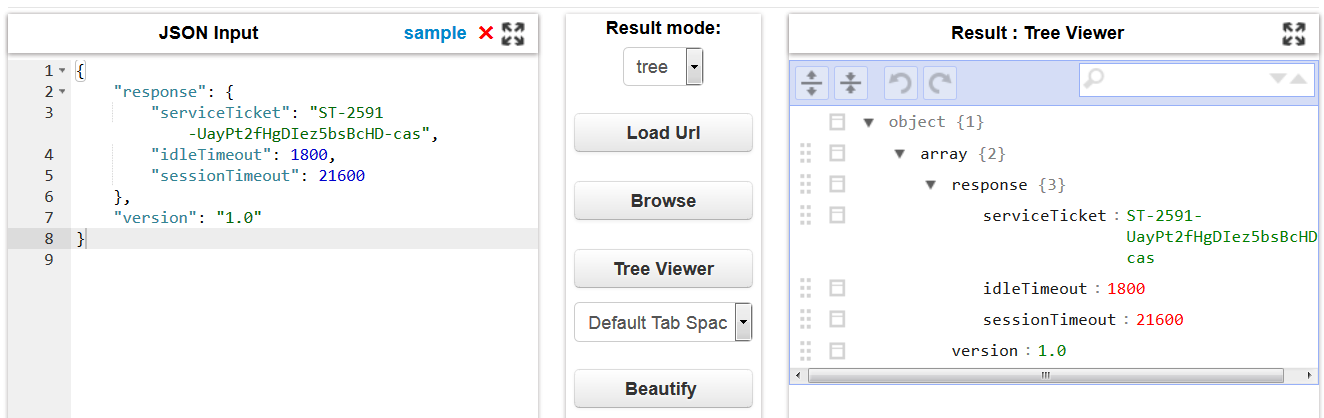 JSON Input sample
1 {
2 "response": {
3 "serviceTicket": "ST-2591
-UayPt2fHgDIez5bsBcHD-cas",
4 "idleTimeout": 1800,
5 "sessionTimeout": 21600
6 },
7 "version": "1.0"
8 }
9
Result mode:
tree
Load Url
Browse
Tree Viewer
Default Tab Spac
Beautify
Result : Tree Viewer
object {1}
array {2}
response {3}
serviceTicket : ST-2591-
UayPt2fHgDIez5bsBcHD
cas
idleTimeout : 1800
sessionTimeout : 21600
version : 1.0